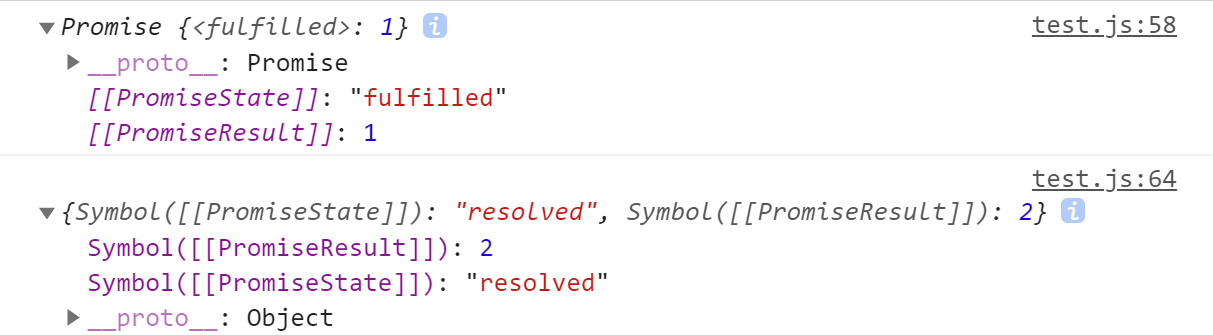 Promise {<fulfilled>: 1} i test.js:58
__proto__: Promise
[[PromiseState]]: "fulfilled"
[[PromiseResult]]: 1
test.js:64
{Symbol([[PromiseState]]): "resolved", Symbol([[PromiseResult]]): 2} i
Symbol([[PromiseResult]]): 2
Symbol([[PromiseState]]): "resolved"
__proto__: Object